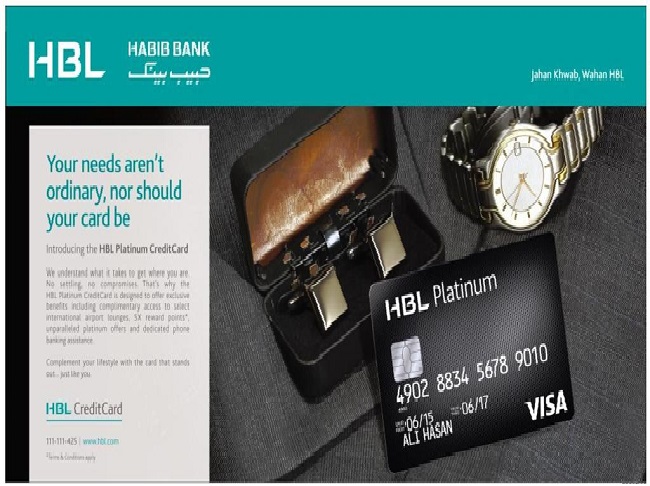 HBL
HABIB BANK
حبیب بینک
Jahan Khwab, Wahan HBL
Your needs aren't
ordinary, nor should
your card be
Introducing the HBL Platinum CreditCard
We understand what it takes to get where you are.
No settling, no compromises. That's why the
HBL Platinum CreditCard is designed to offer exclusive
benefits including complimentary access to select
international airport lounges, 5X reward points*,
unparalleled platinum offers and dedicated phone
banking assistance.
Complement your lifestyle with the card that stands
out - just like you.
HBL CreditCard
111-111-425 | www.hbl.com
*Terms & Conditions apply
HBL Platinum
4902 8834 5678 9010
06/15 06/17
ALI HASAN
VISA